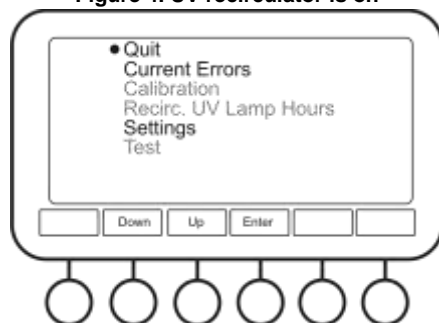 Figure 4. UV recirculator is on
• Quit
Current Errors
Calibration
Recirc. UV Lamp Hours
Settings
Test
Down Up Enter